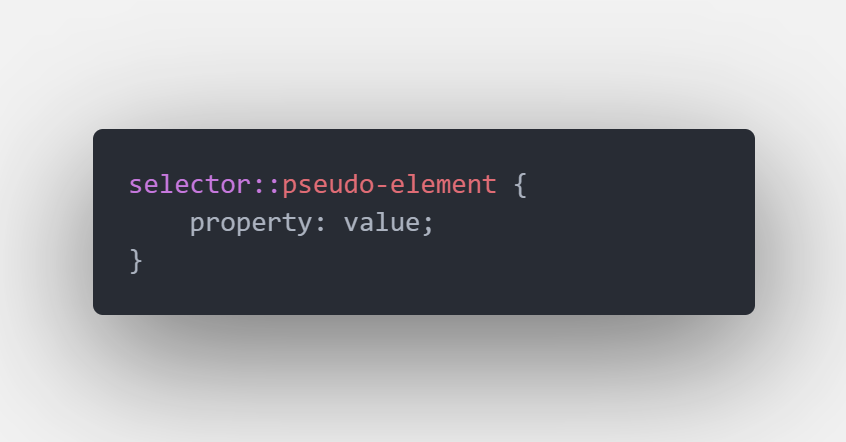 selector::pseudo-element {
    property: value;
}